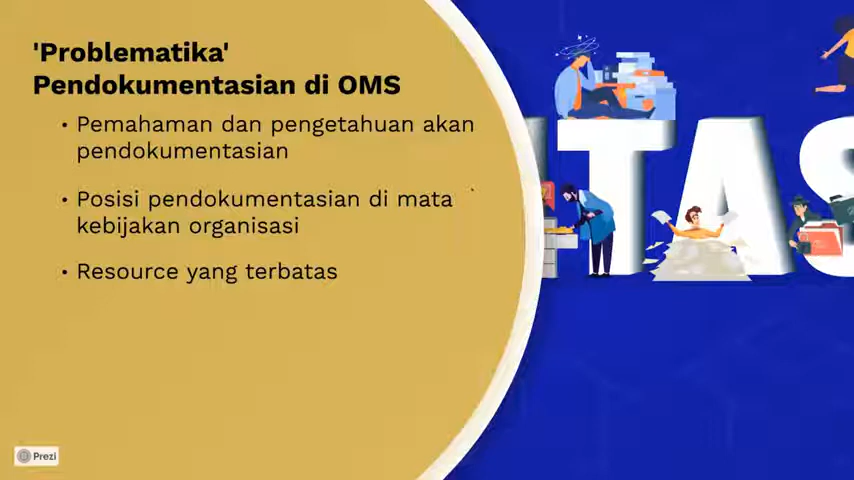 'Problematika'
Pendokumentasian di OMS
• Pemahaman dan pengetahuan akan
pendokumentasian
• Posisi pendokumentasian di mata
kebijakan organisasi
• Resource yang terbatas
TAS
Prezi